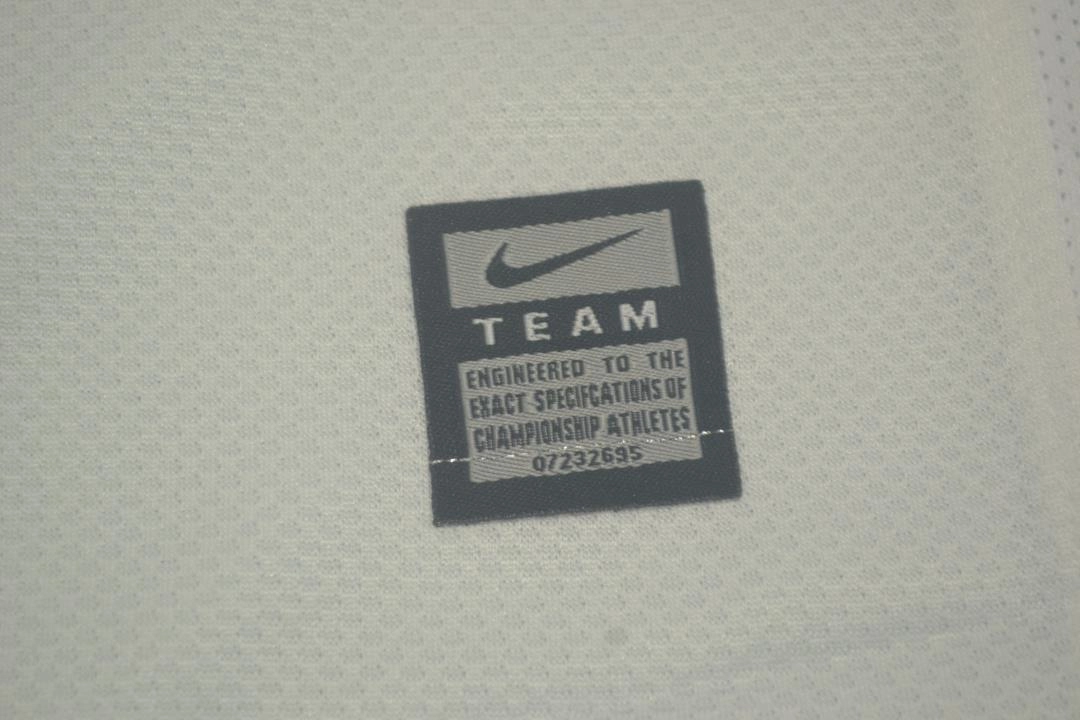 TEAM
ENGINEERED TO THE
EXACT SPECIFCATIONS OF
CHAMPIONSHIP ATHLETES
07232695